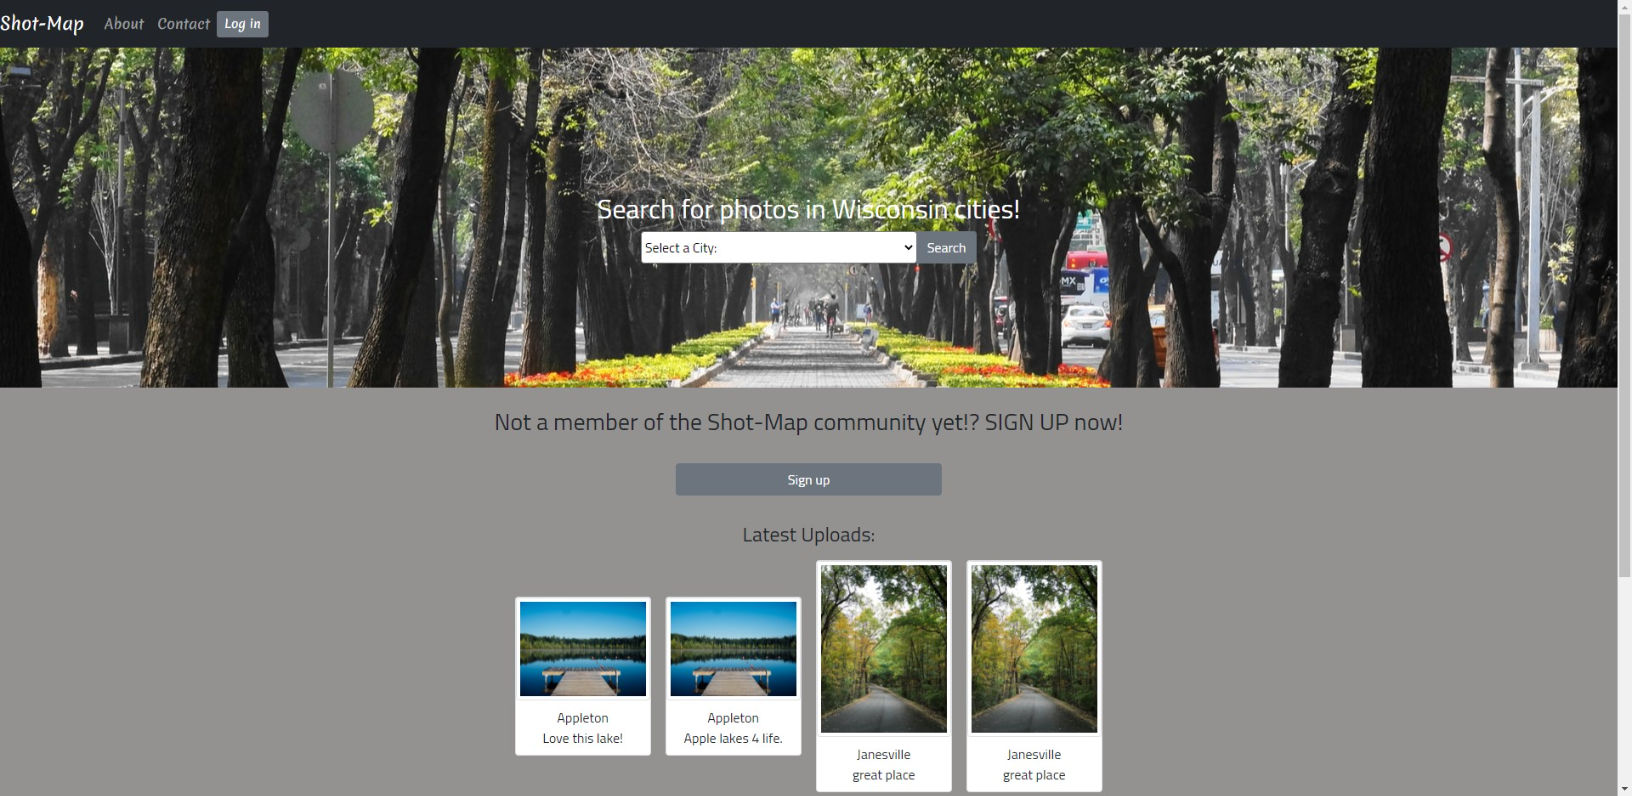 Shot-Map About Contact Log in
Search for photos in Wisconsin cities!
Select a City: Search
MX
Not a member of the Shot-Map community yet!? SIGN UP now!
Sign up
Latest Uploads:
Appleton
Love this lake!
Appleton
Apple lakes 4 life.
Janesville
great place
Janesville
great place